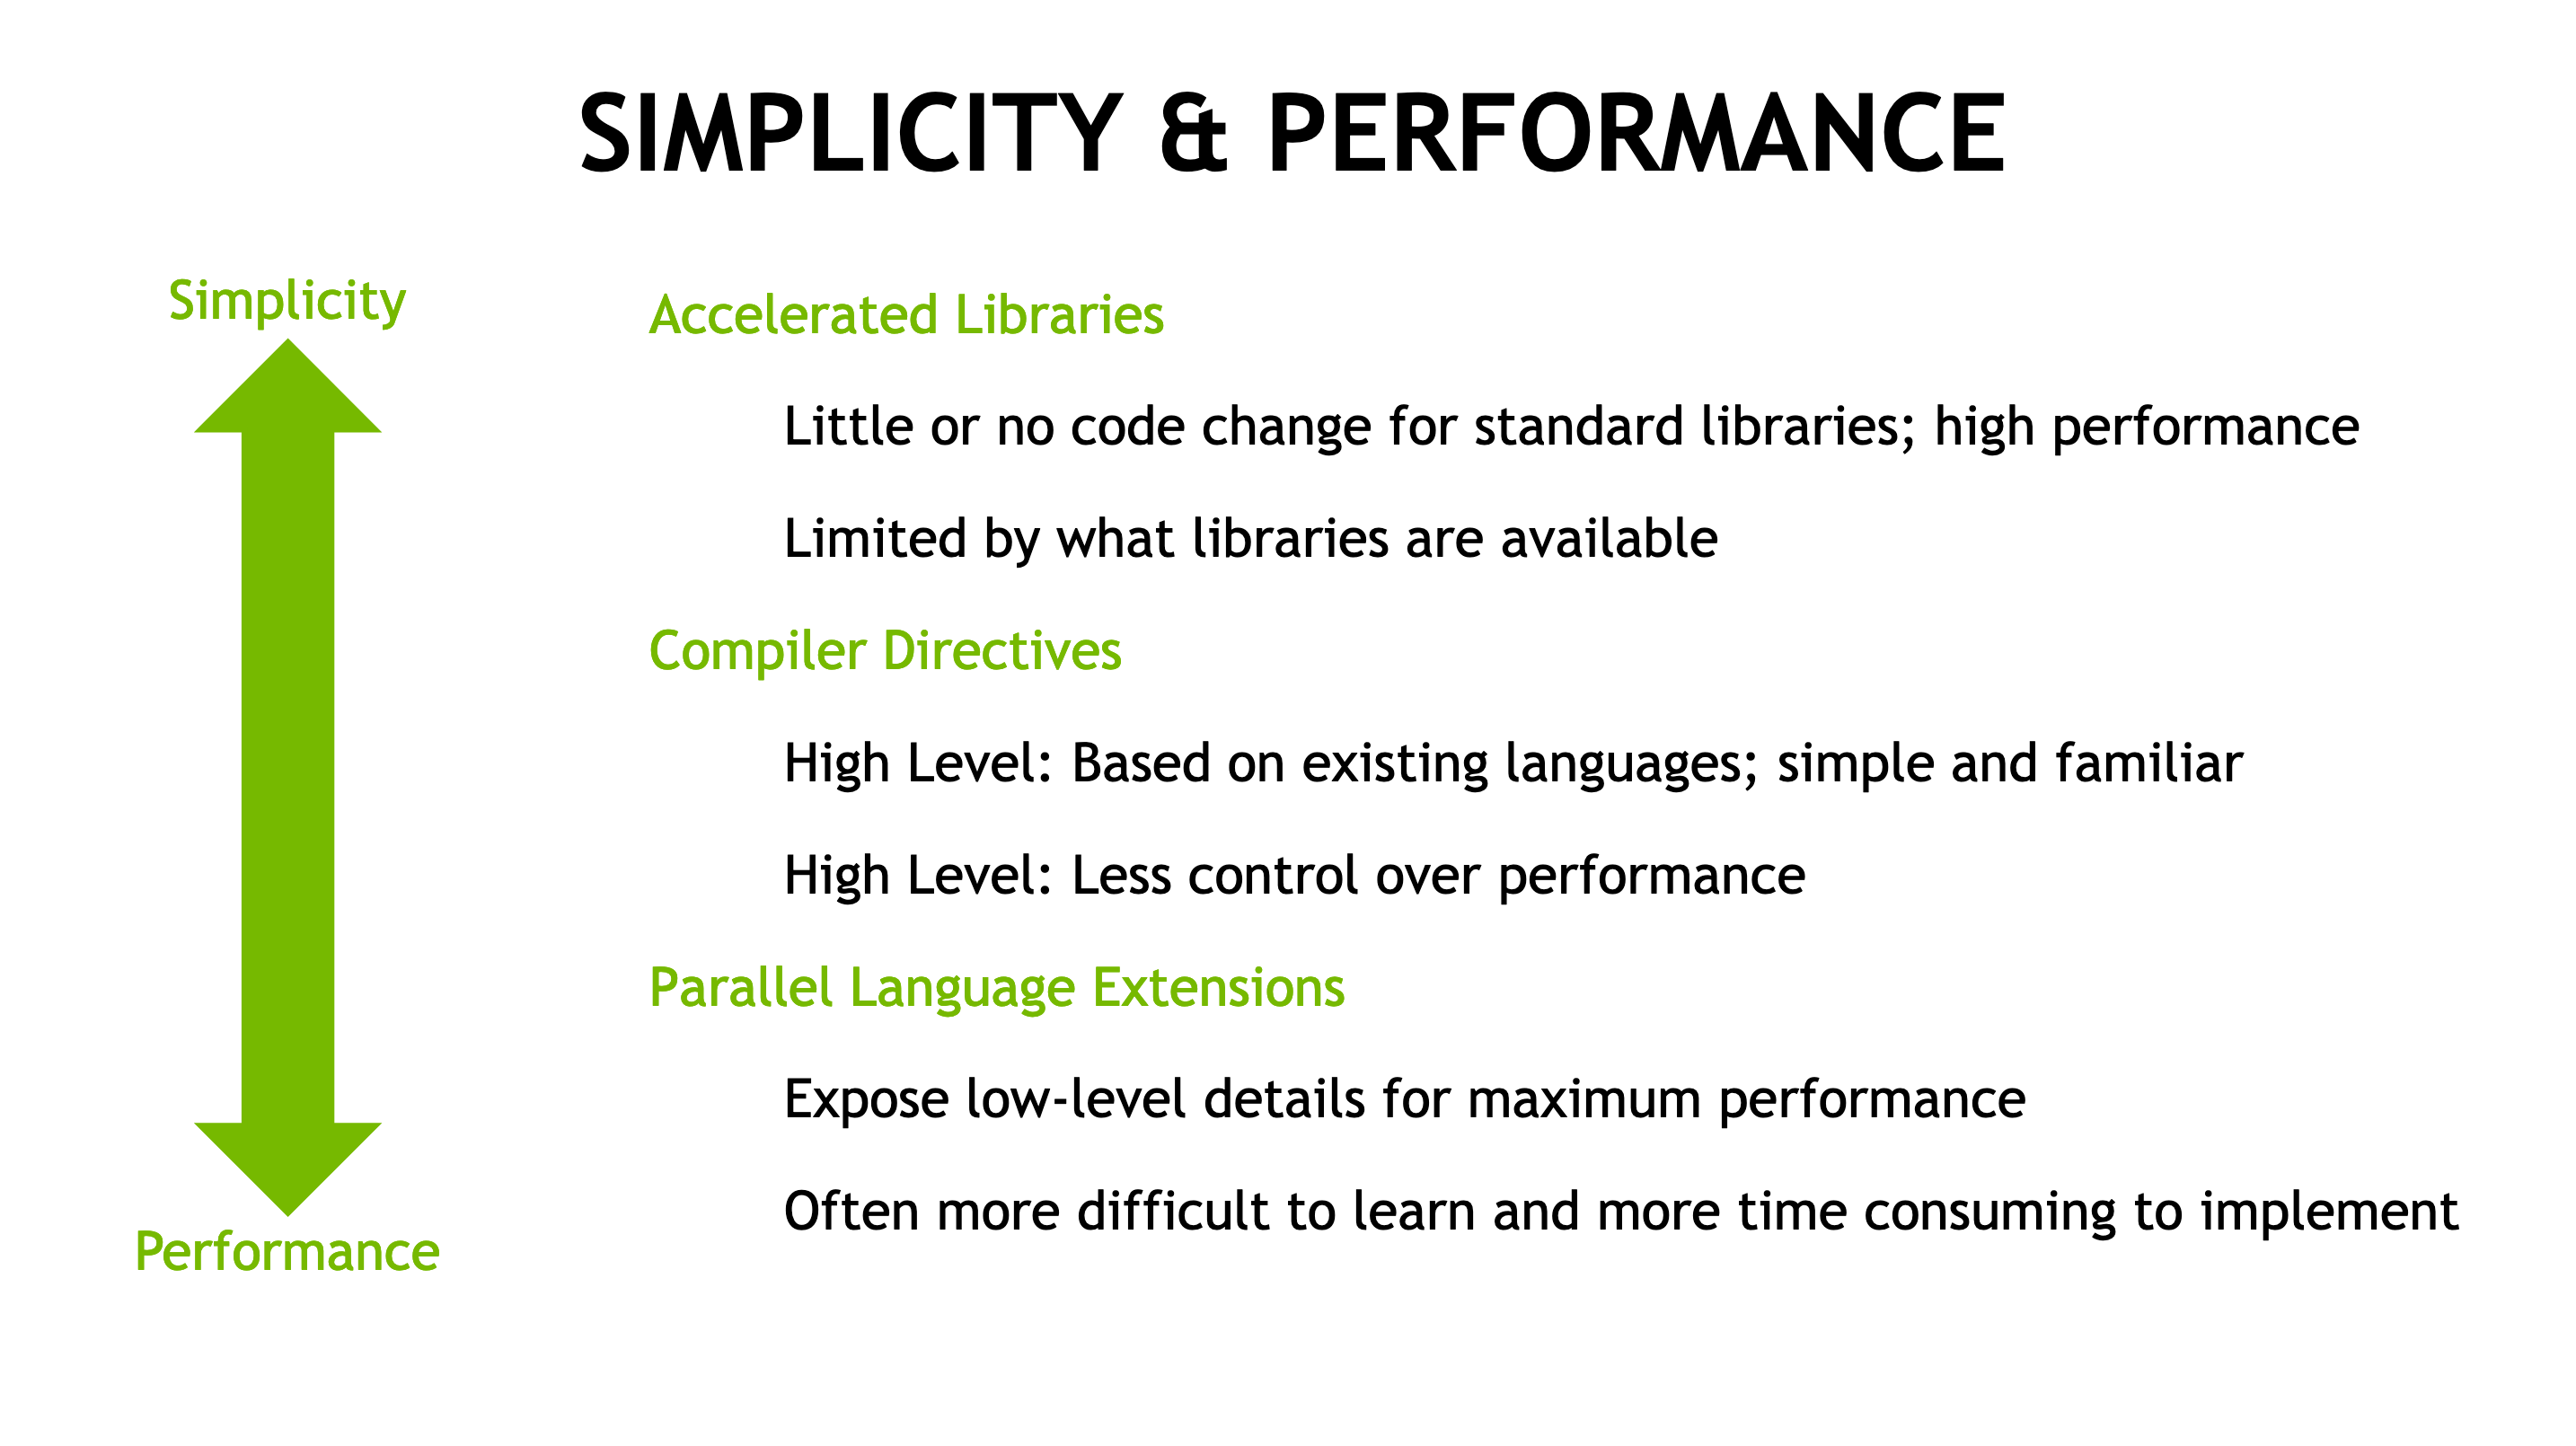 SIMPLICITY & PERFORMANCE
Simplicity
Performance
Accelerated Libraries
Little or no code change for standard libraries; high performance
Limited by what libraries are available
Compiler Directives
High Level: Based on existing languages; simple and familiar
High Level: Less control over performance
Parallel Language Extensions
Expose low-level details for maximum performance
Often more difficult to learn and more time consuming to implement